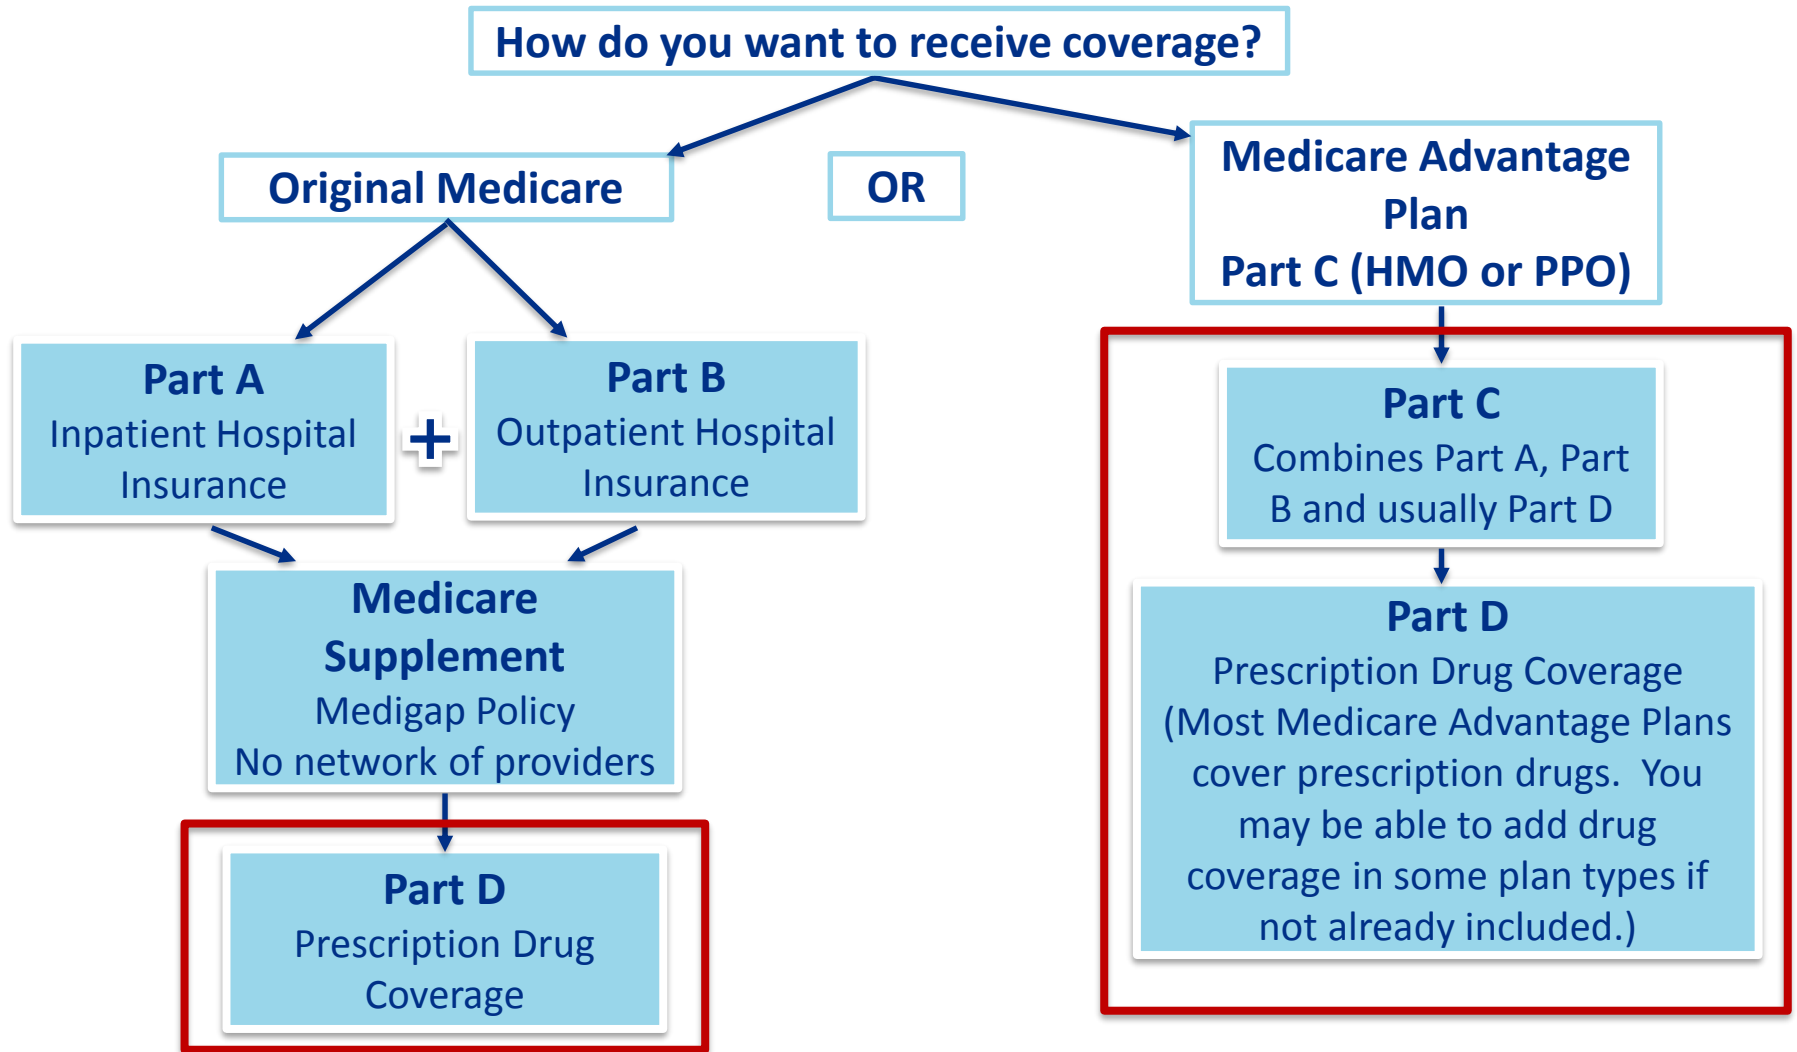 How do you want to receive coverage?
Original Medicare
OR
Medicare Advantage
Plan
Part C (HMO or PPO)
Part A
Inpatient Hospital
Insurance
+
Part B
Outpatient Hospital
Insurance
Medicare
Supplement
Medigap Policy
No network of providers
Part D
Prescription Drug
Coverage
Part C
Combines Part A, Part
B and usually Part D
Part D
Prescription Drug Coverage
(Most Medicare Advantage Plans
cover prescription drugs.  You
may be able to add drug
coverage in some plan types if
not already included.)